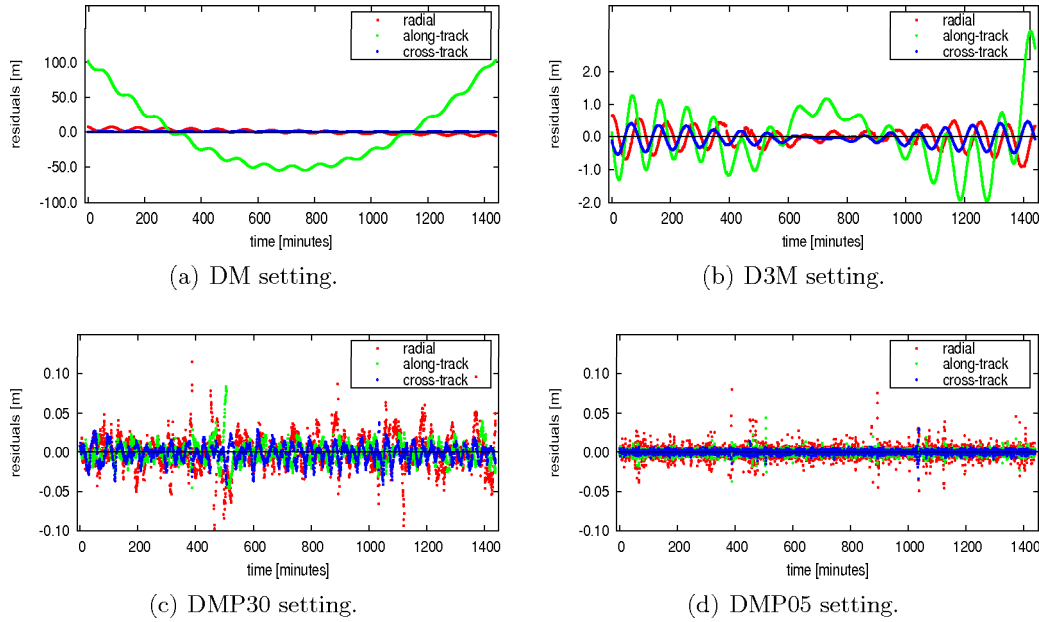 radial
along-track
cross-track
100.0
50.0
0.0
-50.0
-100.0
residuals [m]
0 200 400 600 800 1000 1200 1400
time [minutes]
(a) DM setting.
radial
along-track
cross-track
2.0
1.0
0.0
-1.0
-2.0
residuals [m]
0 200 400 600 800 1000 1200 1400
time [minutes]
(b) D3M setting.
radial
along-track
cross-track
0.10
0.05
0.00
-0.05
-0.10
residuals [m]
0 200 400 600 800 1000 1200 1400
time [minutes]
(c) DMP30 setting.
radial
along-track
cross-track
0.10
0.05
0.00
-0.05
-0.10
residuals [m]
0 200 400 600 800 1000 1200 1400
time [minutes]
(d) DMP05 setting.